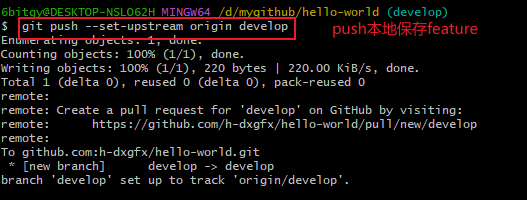 6bitgy@DESKTOP-NSLO62H MINGW64 /d/mygithub/hello-world (develop)
$ git push --set-upstream origin develop
push本地保存feature
Enumerating objects: 1, done.
Counting objects: 100% (1/1), done.
Writing objects: 100% (1/1), 220 bytes | 220.00 KiB/s, done.
Total 1 (delta 0), reused 0 (delta 0), pack-reused 0
remote:
remote: Create a pull request for 'develop' on GitHub by visiting:
remote:      https://github.com/h-dxgfx/hello-world/pull/new/develop
remote:
To github.com:h-dxgfx/hello-world.git
 * [new branch]      develop -> develop
branch 'develop' set up to track 'origin/develop'.